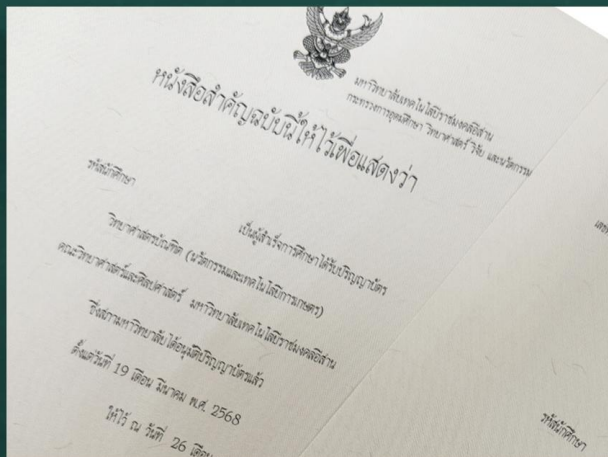 มหาวิทยาลัยเทคโนโลยีราชมงคลอีสาน
กระทรวงการอุดมศึกษา วิทยาศาสตร์ วิจัย และนวัตกรรม
หนังสือสำคัญฉบับนี้ให้ไว้เพื่อแสดงว่า
รหัสนักศึกษา
เป็นผู้สำเร็จการศึกษาได้รับปริญญาบัตร
วิทยาศาสตรบัณฑิต (นวัตกรรมและเทคโนโลยีการเกษตร)
คณะวิทยาศาสตร์และศิลปศาสตร์ มหาวิทยาลัยเทคโนโลยีราชมงคลอีสาน
ซึ่งสภามหาวิทยาลัยได้อนุมัติปริญญาบัตรแล้ว
ตั้งแต่วันที่ 19 เดือน มีนาคม พ.ศ. 2568
ให้ไว้ ณ วันที่ 26 เดือน
รหัสนักศึกษา